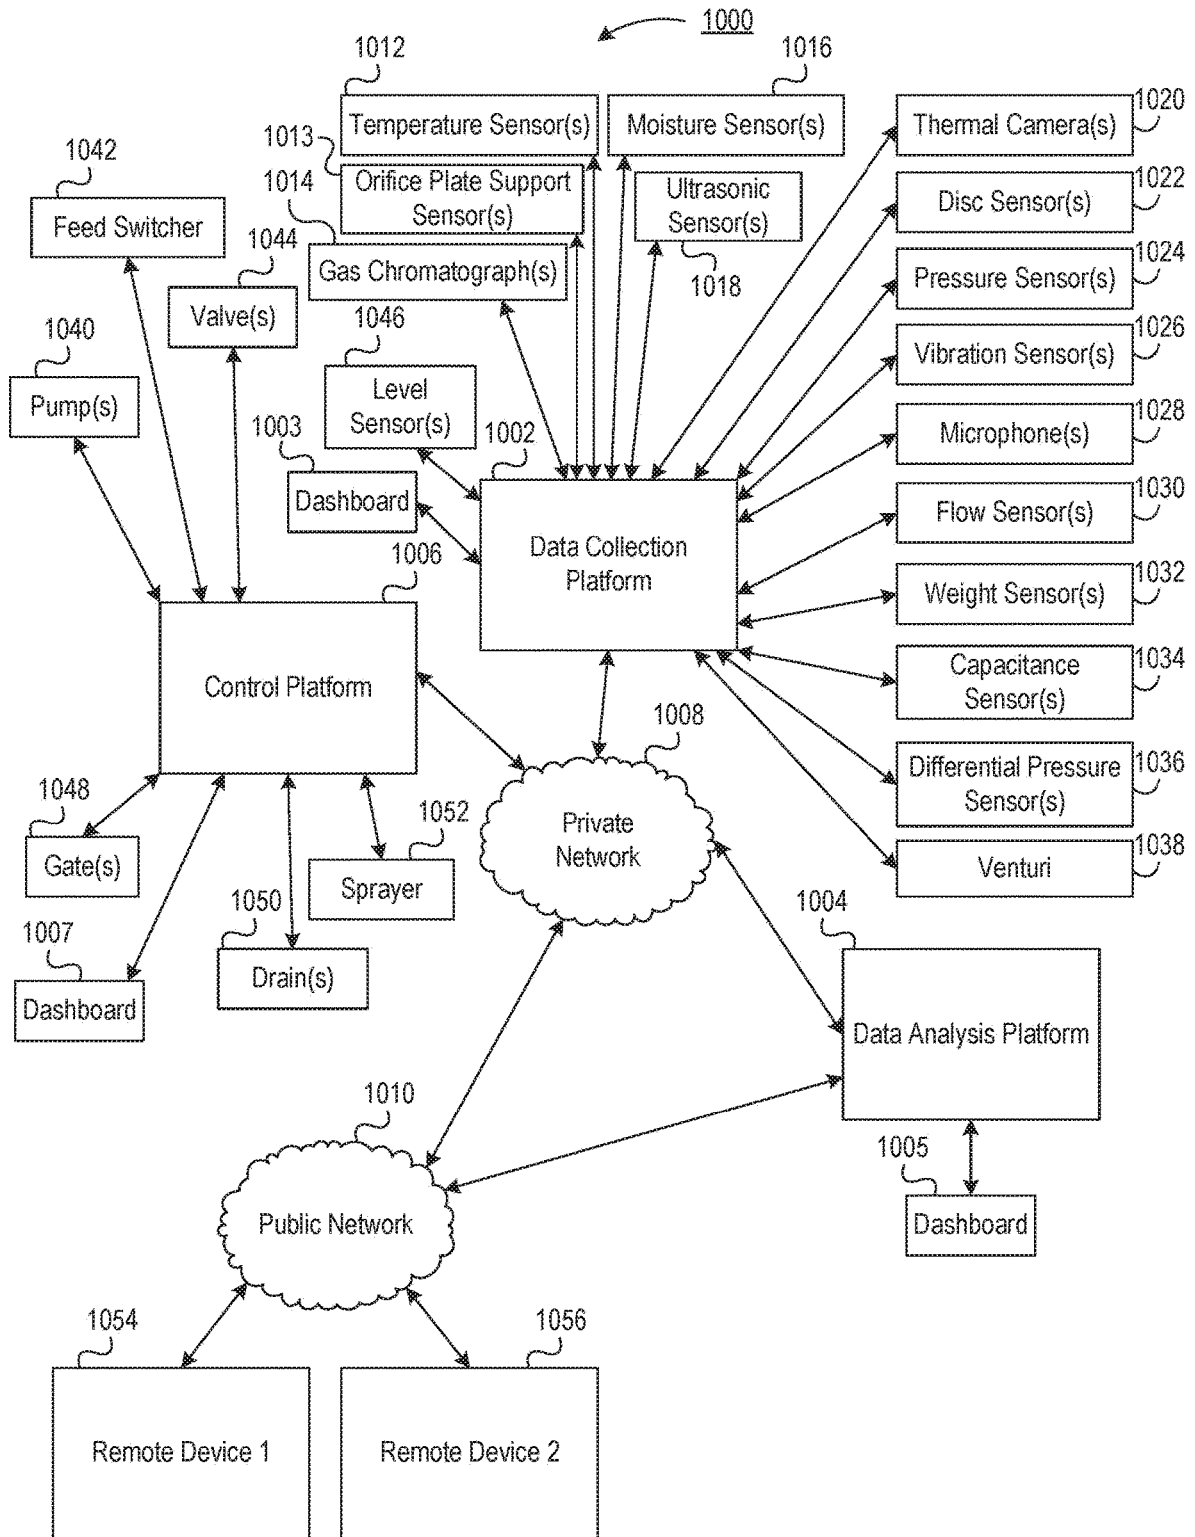 1000
1012
1016
Temperature Sensor(s)
Moisture Sensor(s)
Thermal Camera(s)
1020
1013
Orifice Plate Support
Sensor(s)
Ultrasonic
Sensor(s)
1018
Disc Sensor(s)
1022
1014
Gas Chromatograph(s)
Pressure Sensor(s)
1024
1042
Feed Switcher
1044
Valve(s)
1046
Level
Sensor(s)
Vibration Sensor(s)
1026
1040
Pump(s)
1003
Dashboard
1002
Data Collection
Platform
Microphone(s)
1028
Flow Sensor(s)
1030
1006
Control Platform
Weight Sensor(s)
1032
Capacitance
Sensor(s)
1034
1008
Private
Network
Differential Pressure
Sensor(s)
1036
Venturi
1038
1048
Gate(s)
1052
Sprayer
1050
Drain(s)
1007
Dashboard
1004
Data Analysis Platform
1010
Public Network
1005
Dashboard
1054
Remote Device 1
1056
Remote Device 2